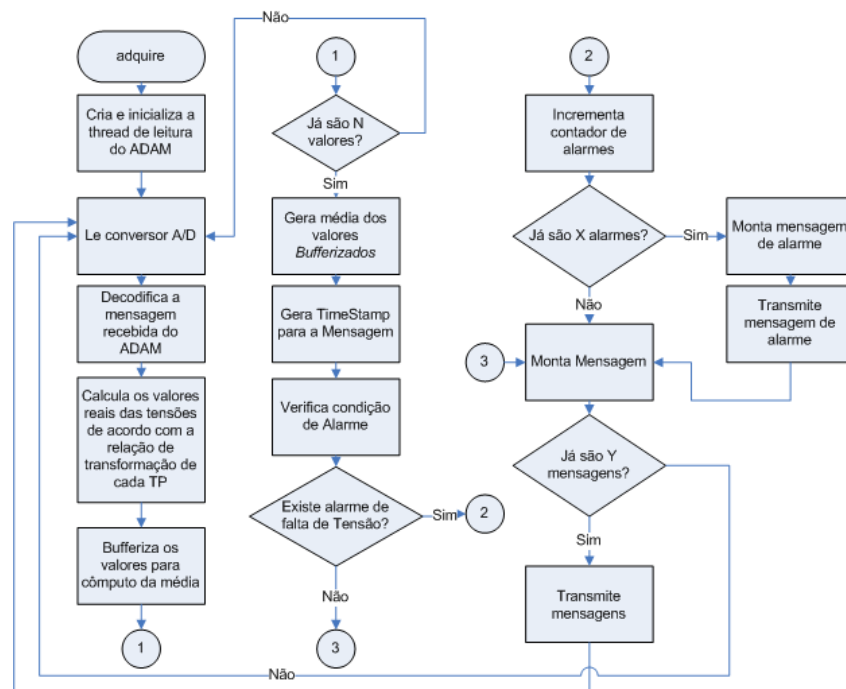 Não
adquire
Cria e inicializa a
thread de leitura
do ADAM
Le conversor A/D
Decodifica a
mensagem
recebida do
ADAM
Calcula os valores
reais das tensões
de acordo com a
relação de
transformação de
cada TP
Bufferiza os
valores para
cômputo da média
1
1
Já são N
valores?
Sim
Gera média dos
valores
Bufferizados
Gera TimeStamp
para a Mensagem
Verifica condição
de Alarme
Existe alarme de
falta de Tensão?
Sim
2
Não
3
2
Incrementa
contador de
alarmes
Já são X alarmes?
Sim
Monta mensagem
de alarme
Transmite
mensagem de
alarme
Não
3
Monta Mensagem
Já são Y
mensagens?
Sim
Transmite
mensagens
Não